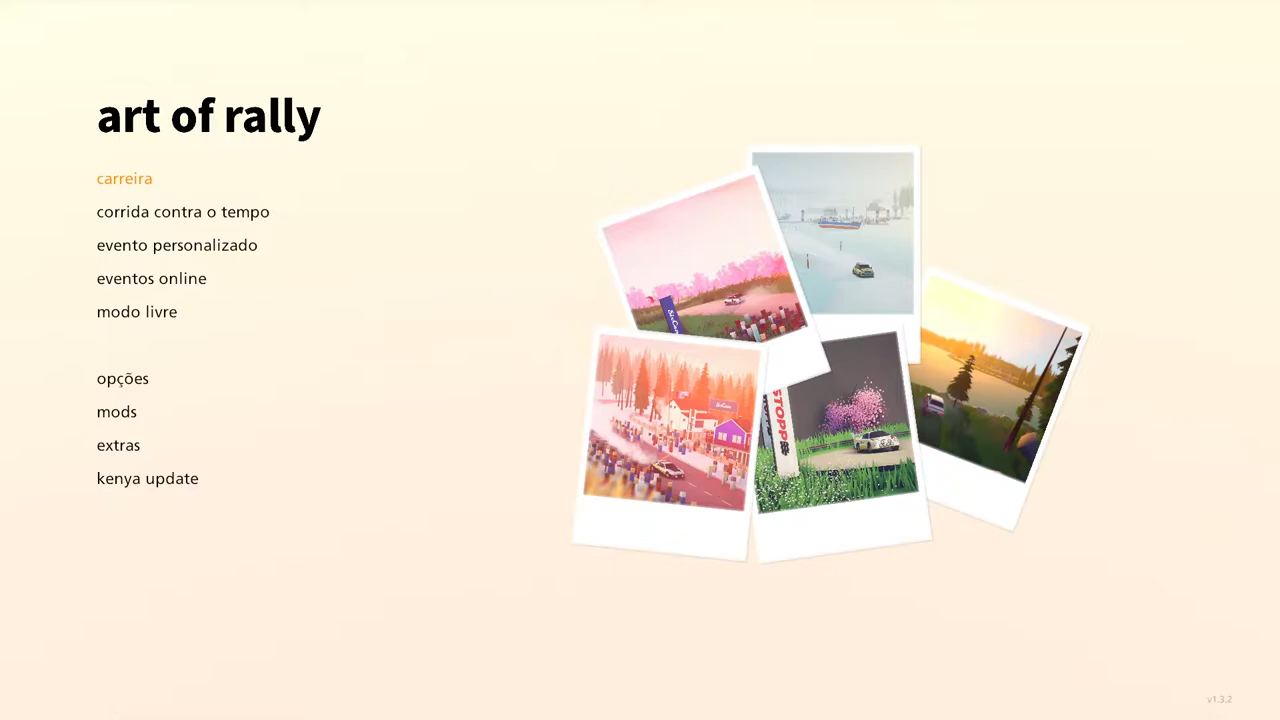 art of rally
carreira
corrida contra o tempo
evento personalizado
eventos online
modo livre
opções
mods
extras
kenya update
STOPP
v1.3.2